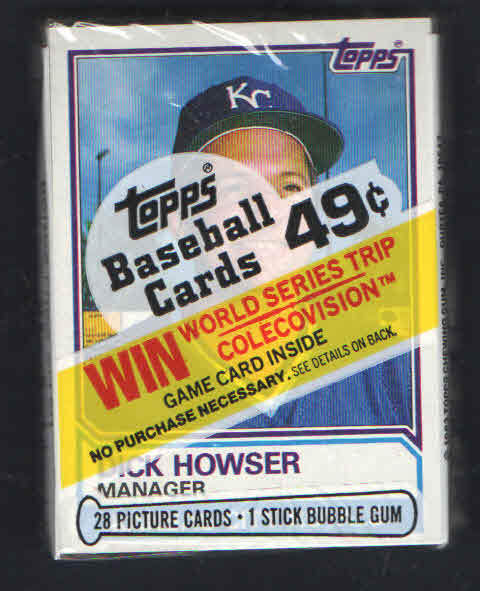 Topps®
KC
Topps®
Baseball
Cards 49¢
WIN WORLD SERIES TRIP
COLECOVISION™
GAME CARD INSIDE
NO PURCHASE NECESSARY. SEE DETAILS ON BACK.
DICK HOWSER
MANAGER
28 PICTURE CARDS • 1 STICK BUBBLE GUM